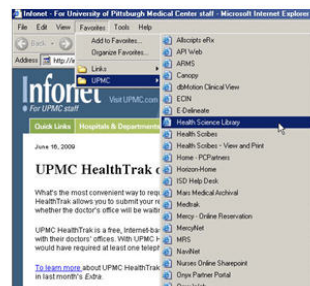 Infonet - For University of Pittsburgh Medical Center staff - Microsoft Internet Explorer
File Edit View Favorites Tools Help
Back
Add to Favorites...
Organize Favorites...
Address
Links
UPMC
Allscripts eRx
API Web
ARMS
Canopy
dbMotion Clinical View
ECIN
E-Delineate
Health Science Library
Health Scribes
Health Scribes - View and Print
Home - PCPartners
Horizon-Home
ISD Help Desk
Mars Medical Archival
Medtrak
Mercy - Online Reservation
MercyNet
MRS
NaviNet
Nurses Online Sharepoint
Onyx Partner Portal
Infonet
Visit UPMC.com
For UPMC staff
Quick Links Hospitals & Departments
June 16, 2009
UPMC HealthTrak
What's the most convenient way to
HealthTrak allows you to submit your
whether the doctor's office will be
UPMC HealthTrak is a free, Internet-
with their doctors' offices. With UPMC
would have required at least one
To learn more about UPMC HealthTrak
in last month's Extra.